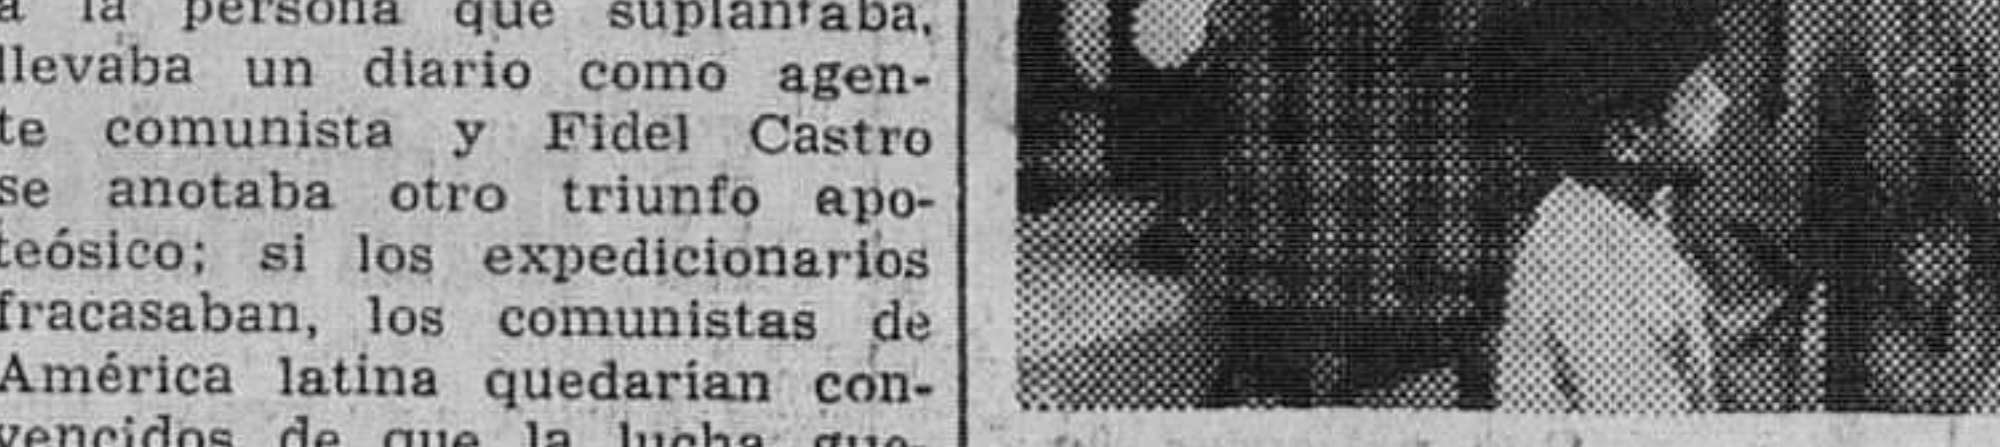 a la persona que suplantaba,
llevaba un diario como agen-
te comunista y Fidel Castro
se anotaba otro triunfo apo-
teósico; si los expedicionarios
fracasaban, los comunistas de
América latina quedarían con-
vencidos de que la lucha gue-